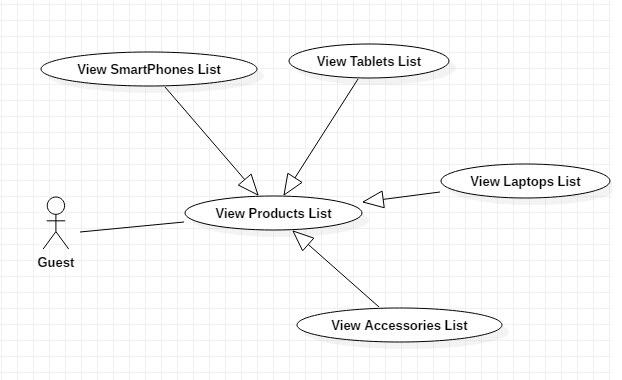 View SmartPhones List
View Tablets List
View Laptops List
View Products List
Guest
View Accessories List